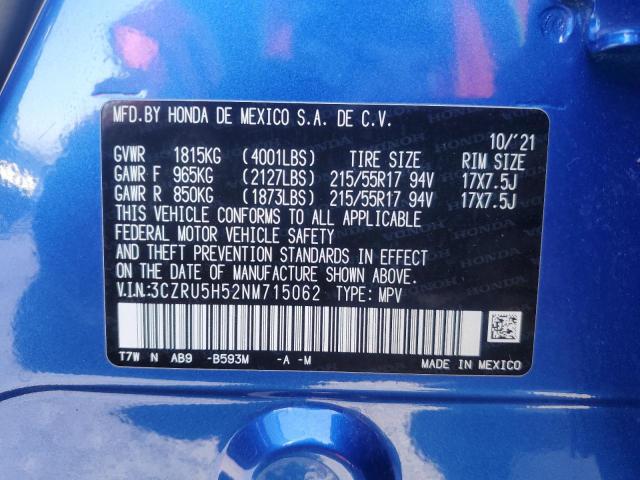 MFD. BY HONDA DE MEXICO S.A. DE C.V.
10/'21
GVWR 1815KG (4001LBS) TIRE SIZE RIM SIZE
GAWR F 965KG (2127LBS) 215/55R17 94V 17X7.5J
GAWR R 850KG (1873LBS) 215/55R17 94V 17X7.5J
THIS VEHICLE CONFORMS TO ALL APPLICABLE
FEDERAL MOTOR VEHICLE SAFETY
AND THEFT PREVENTION STANDARDS IN EFFECT
ON THE DATE OF MANUFACTURE SHOWN ABOVE.
V.I.N.:3CZRU5H52NM715062 TYPE: MPV
T7W N AB9 -B593M -A -M
MADE IN MEXICO